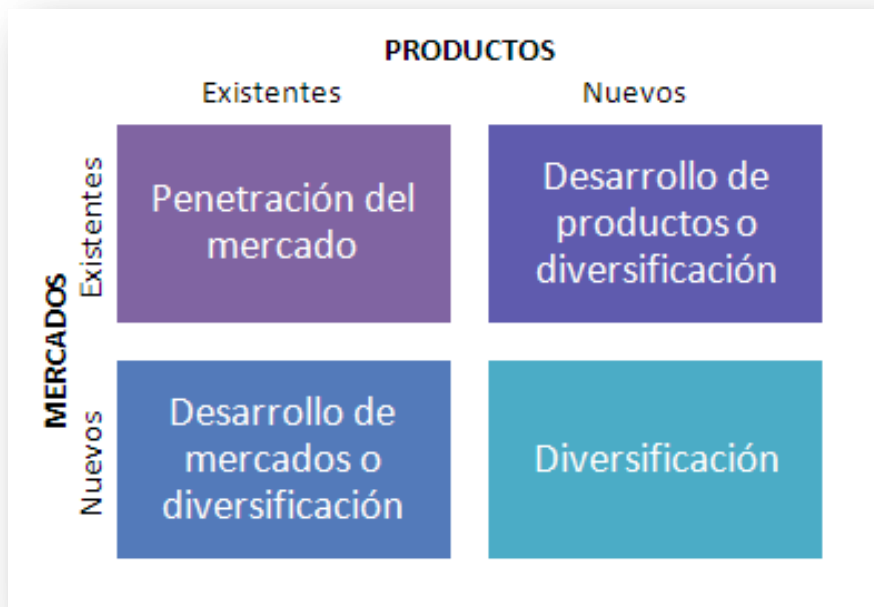 PRODUCTOS
Existentes
Nuevos
MERCADOS
Existentes
Penetración del
mercado
Desarrollo de
productos o
diversificación
Nuevos
Desarrollo de
mercados o
diversificación
Diversificación